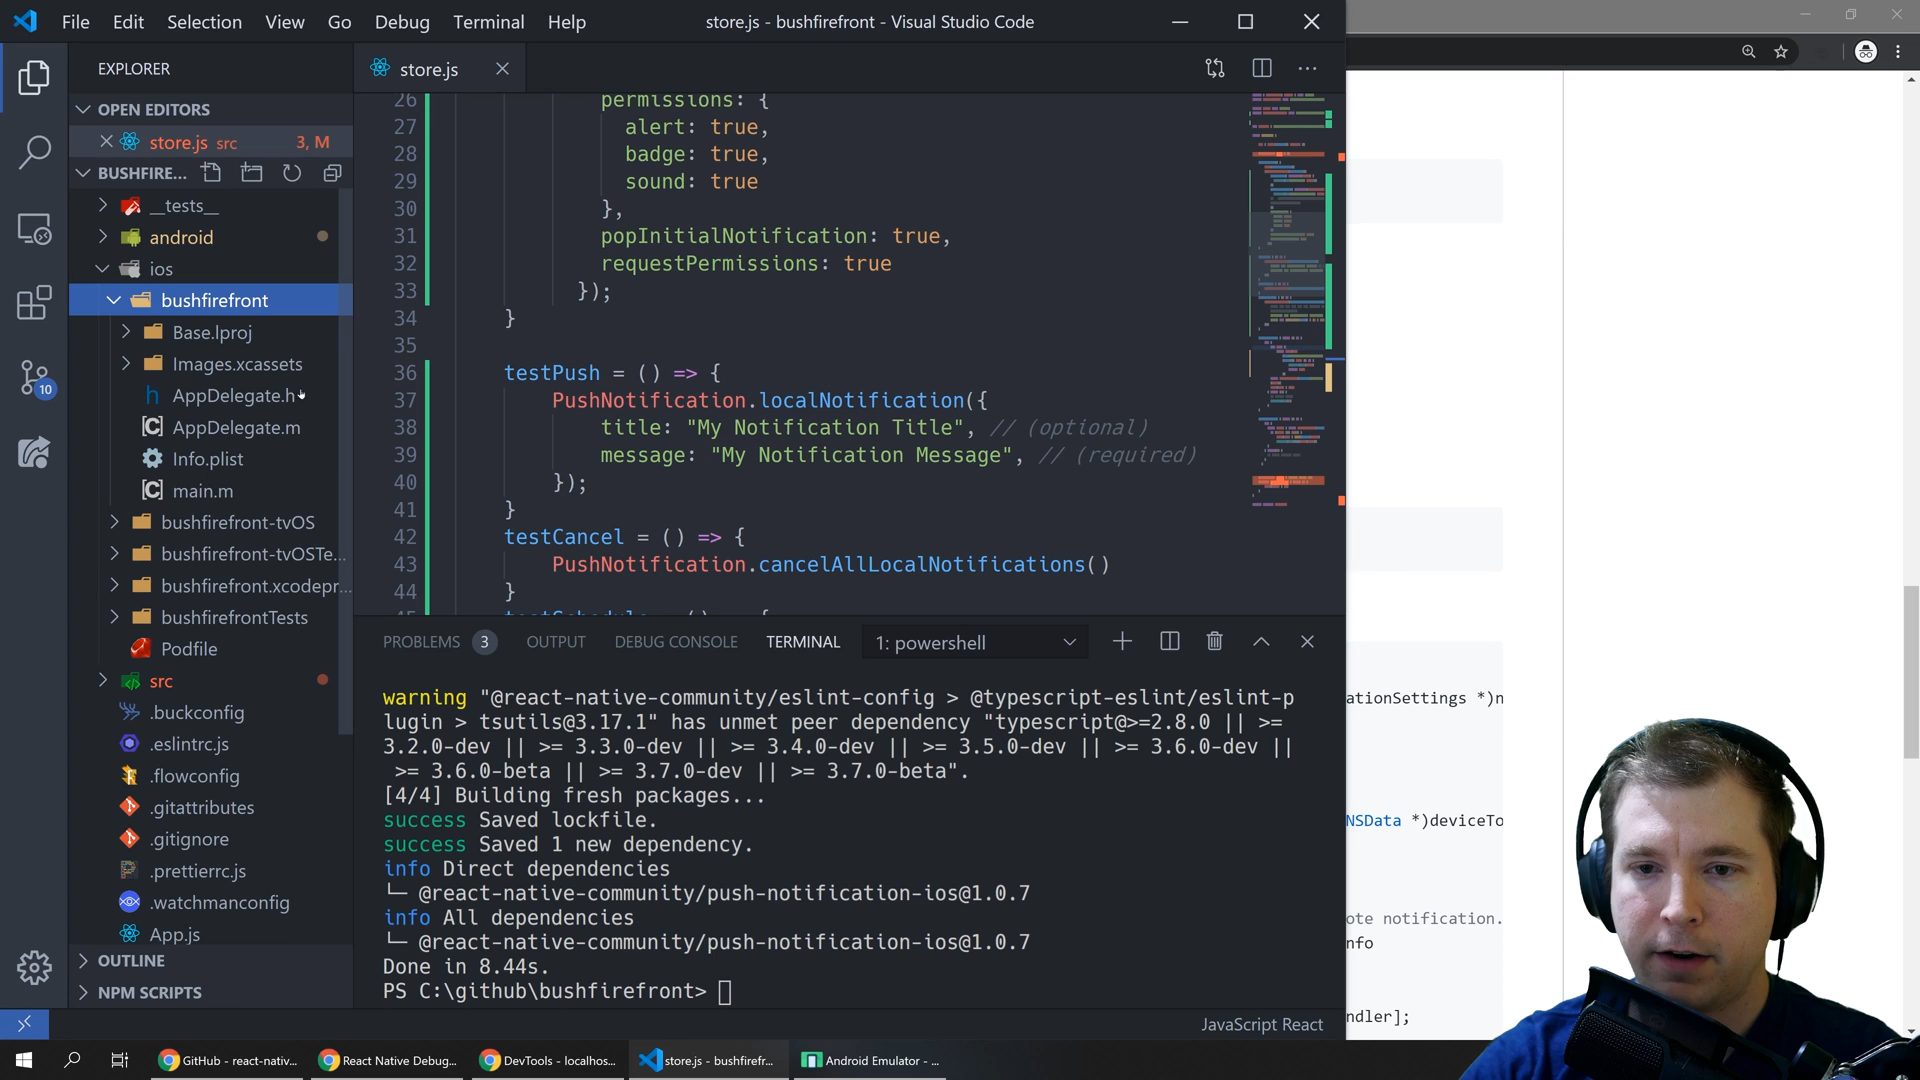 File Edit Selection View Go Debug Terminal Help
store.js - bushfirefront - Visual Studio Code
EXPLORER
OPEN EDITORS
store.js src 3, M
BUSHFIRE...
__tests__
android
ios
bushfirefront
Base.lproj
Images.xcassets
AppDelegate.h
AppDelegate.m
Info.plist
main.m
bushfirefront-tvOS
bushfirefront-tvOSTe...
bushfirefront.xcodepr...
bushfirefrontTests
Podfile
src
.buckconfig
.eslintrc.js
.flowconfig
.gitattributes
.gitignore
.prettierrc.js
.watchmanconfig
App.js
OUTLINE
NPM SCRIPTS
10
store.js
26 permissions: {
27 alert: true,
28 badge: true,
29 sound: true
30 },
31 popInitialNotification: true,
32 requestPermissions: true
33 });
34 }
35
36 testPush = () => {
37 PushNotification.localNotification({
38 title: "My Notification Title", // (optional)
39 message: "My Notification Message", // (required)
40 });
41 }
42 testCancel = () => {
43 PushNotification.cancelAllLocalNotifications()
44 }
PROBLEMS 3 OUTPUT DEBUG CONSOLE TERMINAL 1: powershell
warning "@react-native-community/eslint-config > @typescript-eslint/eslint-p
lugin > tsutils@3.17.1" has unmet peer dependency "typescript@>=2.8.0 || >=
3.2.0-dev || >= 3.3.0-dev || >= 3.4.0-dev || >= 3.5.0-dev || >= 3.6.0-dev ||
>= 3.6.0-beta || >= 3.7.0-dev || >= 3.7.0-beta".
[4/4] Building fresh packages...
success Saved lockfile.
success Saved 1 new dependency.
info Direct dependencies
└─ @react-native-community/push-notification-ios@1.0.7
info All dependencies
└─ @react-native-community/push-notification-ios@1.0.7
Done in 8.44s.
PS C:\github\bushfirefront>
JavaScript React
ationSettings *)n
NSData *)deviceTo
ote notification.
nfo
ndler];
GitHub - react-nativ... React Native Debug... DevTools - localhos... store.js - bushfirefr... Android Emulator - ...